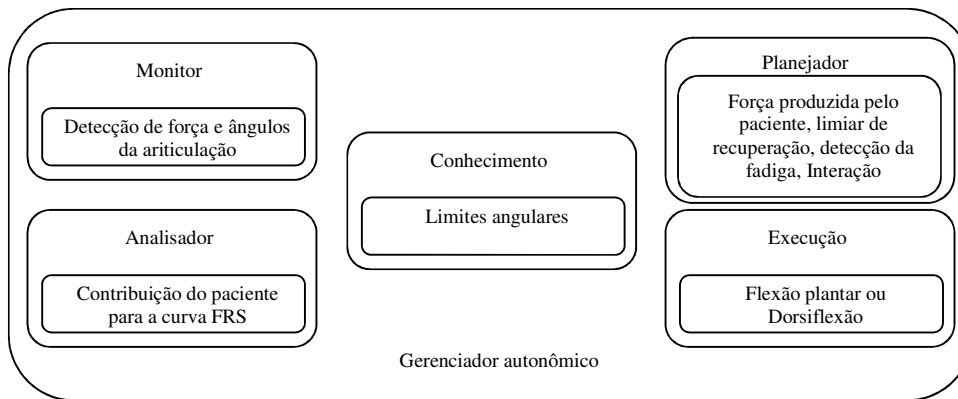 Monitor
Detecção de força e ângulos
da ariticulação
Analisador
Contribuição do paciente
para a curva FRS
Conhecimento
Limites angulares
Planejador
Força produzida pelo
paciente, limiar de
recuperação, detecção da
fadiga, Interação
Execução
Flexão plantar ou
Dorsiflexão
Gerenciador autonômico